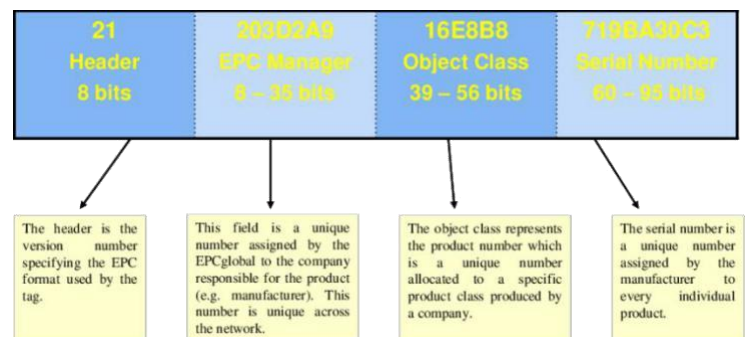 21
Header
8 bits
203D2A9
EPC Manager
8 – 35 bits
16E8B8
Object Class
39 – 56 bits
719BA30C3
Serial Number
60 – 95 bits
The header is the
version number
specifying the EPC
format used by the
tag.
This field is a unique
number assigned by the
EPCglobal to the company
responsible for the product
(e.g. manufacturer). This
number is unique across
the network.
The object class represents
the product number which
is a unique number
allocated to a specific
product class produced by
a company.
The serial number is
a unique number
assigned by the
manufacturer to
every individual
product.